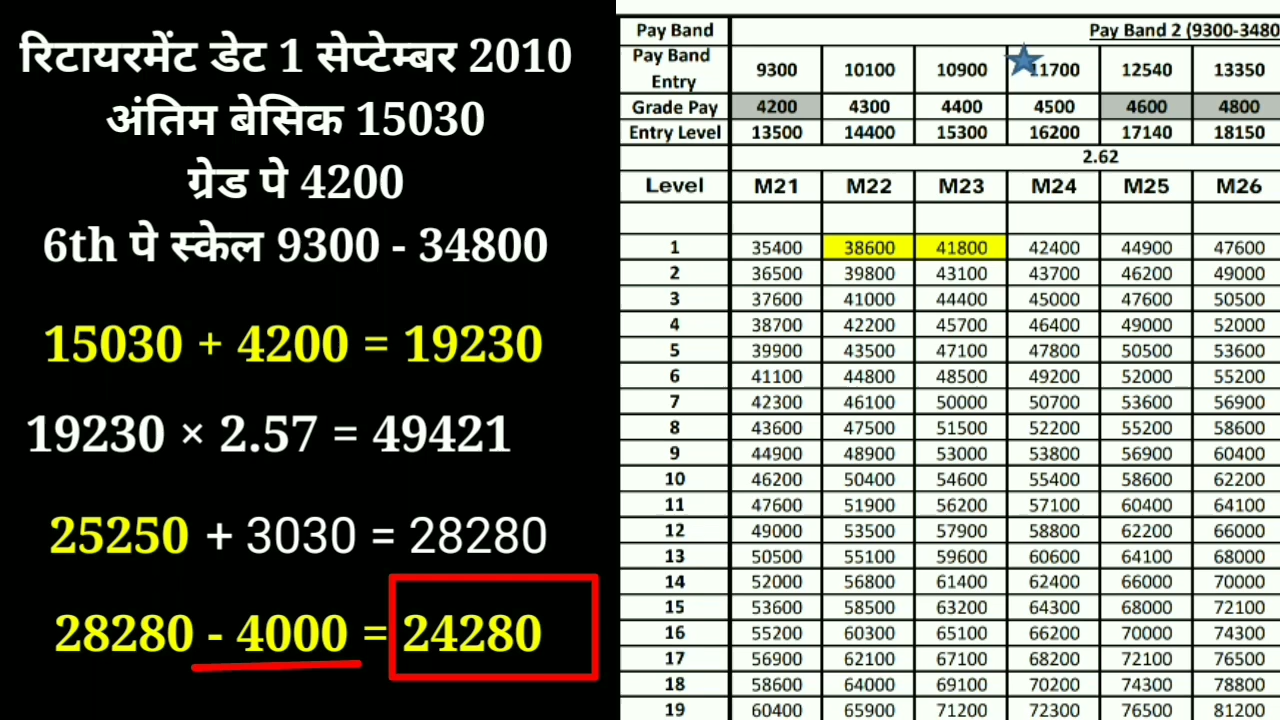 रिटायरमेंट डेट 1 सेप्टेम्बर 2010
अंतिम बेसिक 15030
ग्रेड पे 4200
6th पे स्केल 9300 - 34800
15030 + 4200 = 19230
19230 × 2.57 = 49421
25250 + 3030 = 28280
28280 - 4000 = 24280
Pay Band Pay Band 2 (9300-3480
Pay Band Entry 9300 10100 10900 11700 12540 13350
Grade Pay 4200 4300 4400 4500 4600 4800
Entry Level 13500 14400 15300 16200 17140 18150
2.62
Level M21 M22 M23 M24 M25 M26
1 35400 38600 41800 42400 44900 47600
2 36500 39800 43100 43700 46200 49000
3 37600 41000 44400 45000 47600 50500
4 38700 42200 45700 46400 49000 52000
5 39900 43500 47100 47800 50500 53600
6 41100 44800 48500 49200 52000 55200
7 42300 46100 50000 50700 53600 56900
8 43600 47500 51500 52200 55200 58600
9 44900 48900 53000 53800 56900 60400
10 46200 50400 54600 55400 58600 62200
11 47600 51900 56200 57100 60400 64100
12 49000 53500 57900 58800 62200 66000
13 50500 55100 59600 60600 64100 68000
14 52000 56800 61400 62400 66000 70000
15 53600 58500 63200 64300 68000 72100
16 55200 60300 65100 66200 70000 74300
17 56900 62100 67100 68200 72100 76500
18 58600 64000 69100 70200 74300 78800
19 60400 65900 71200 72300 76500 81200